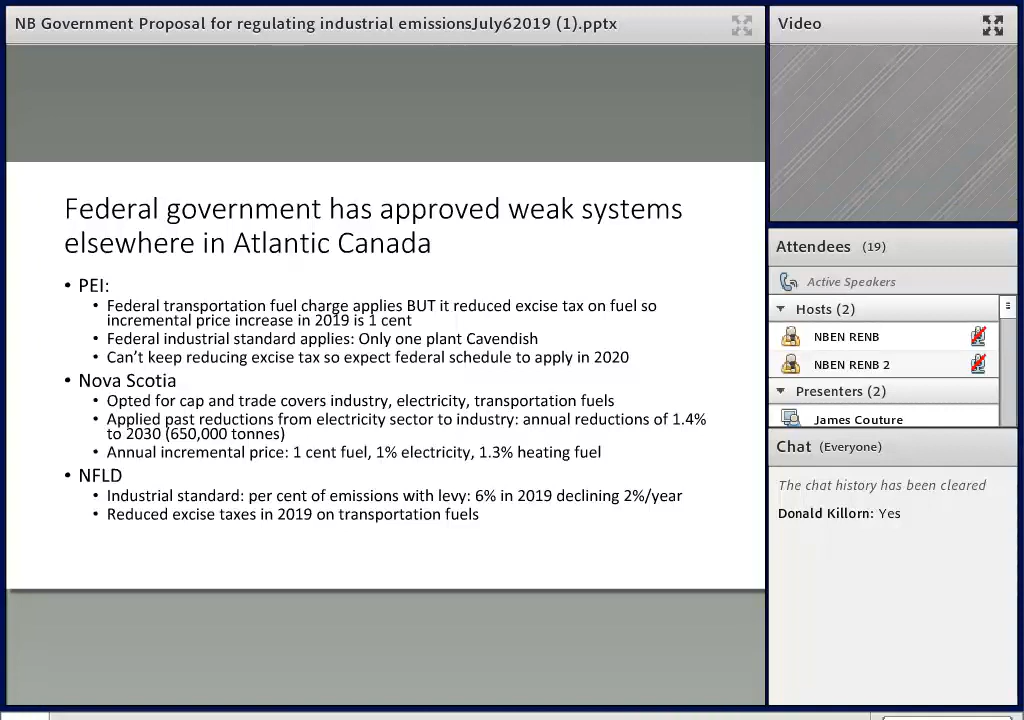 NB Government Proposal for regulating industrial emissionsJuly62019 (1).pptx
Federal government has approved weak systems
elsewhere in Atlantic Canada
• PEI:
• Federal transportation fuel charge applies BUT it reduced excise tax on fuel so
incremental price increase in 2019 is 1 cent
• Federal industrial standard applies: Only one plant Cavendish
• Can’t keep reducing excise tax so expect federal schedule to apply in 2020
• Nova Scotia
• Opted for cap and trade covers industry, electricity, transportation fuels
• Applied past reductions from electricity sector to industry: annual reductions of 1.4%
to 2030 (650,000 tonnes)
• Annual incremental price: 1 cent fuel, 1% electricity, 1.3% heating fuel
• NFLD
• Industrial standard: per cent of emissions with levy: 6% in 2019 declining 2%/year
• Reduced excise taxes in 2019 on transportation fuels
Video
Attendees (19)
Active Speakers
Hosts (2)
NBEN RENB
NBEN RENB 2
Presenters (2)
James Couture
Chat (Everyone)
The chat history has been cleared
Donald Killorn: Yes